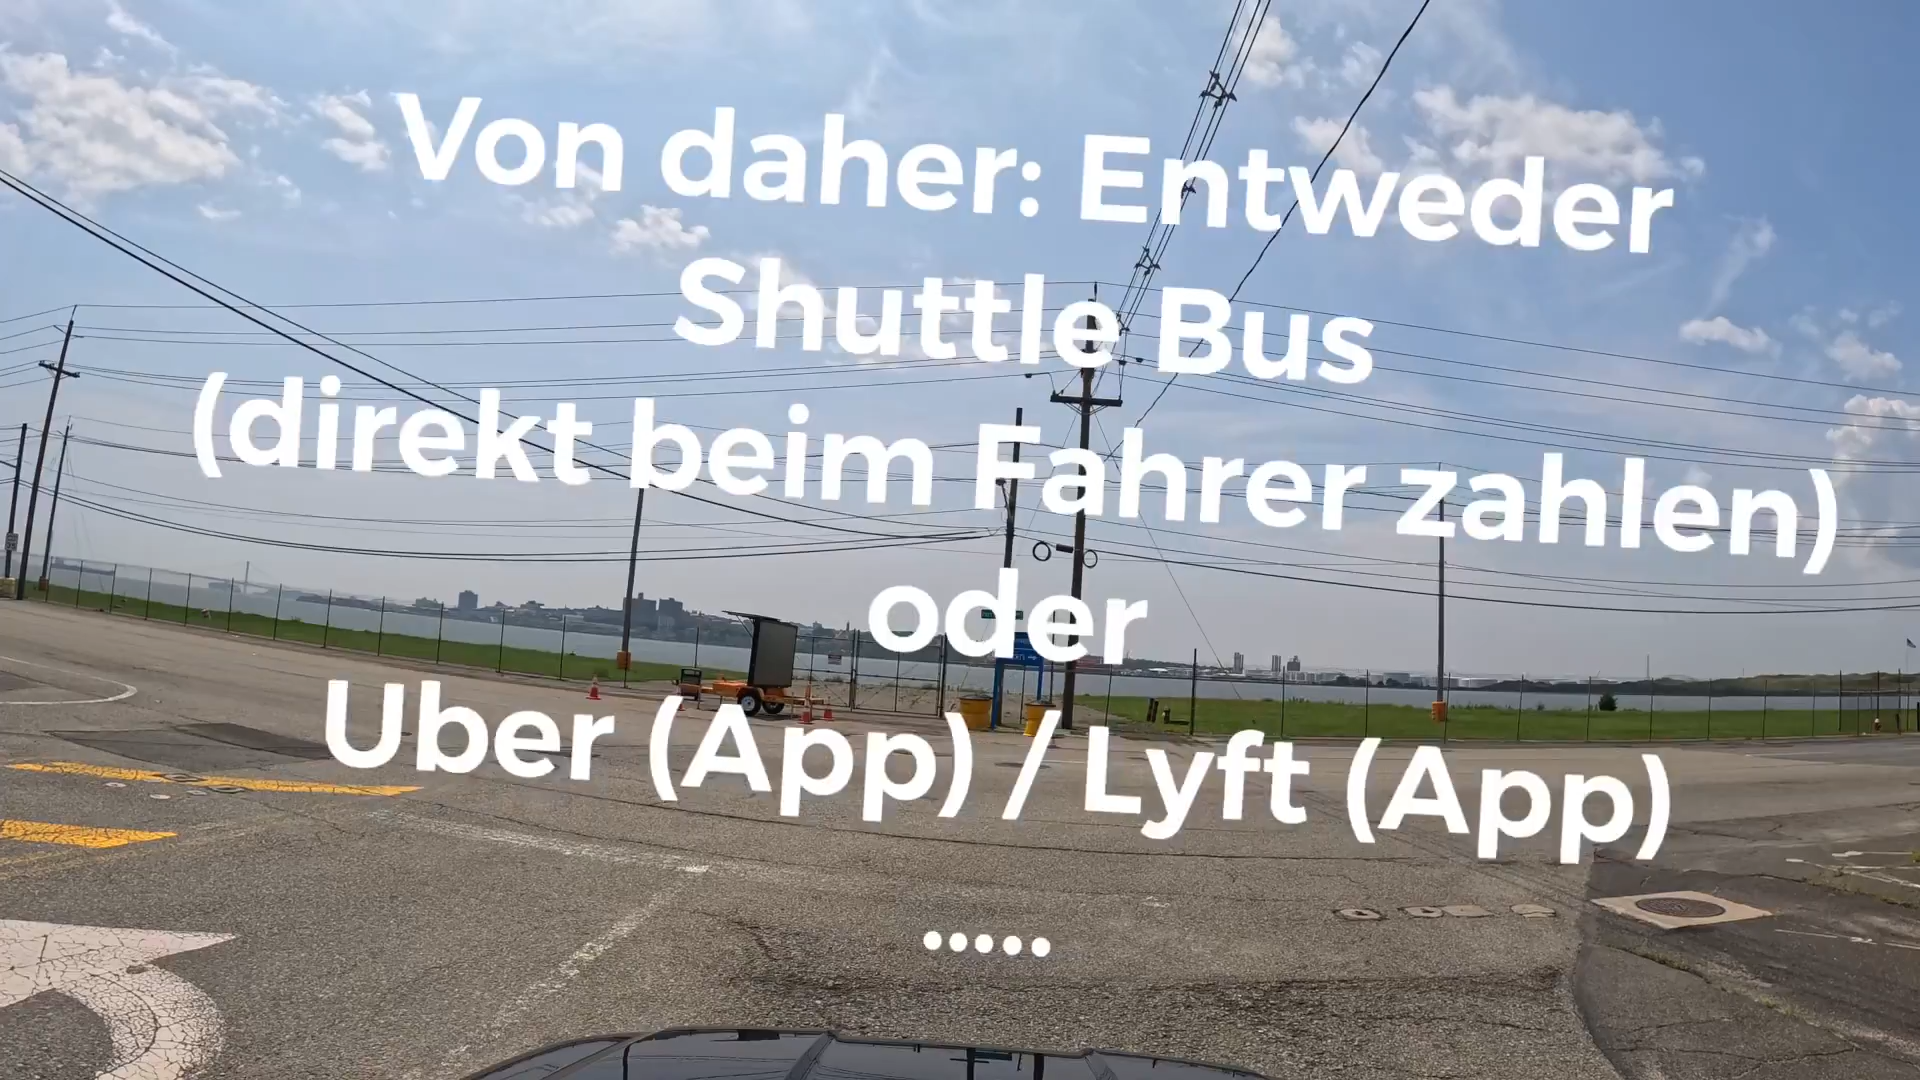 Von daher: Entweder
Shuttle Bus
(direkt beim Fahrer zahlen)
oder
Uber (App) / Lyft (App)
.....